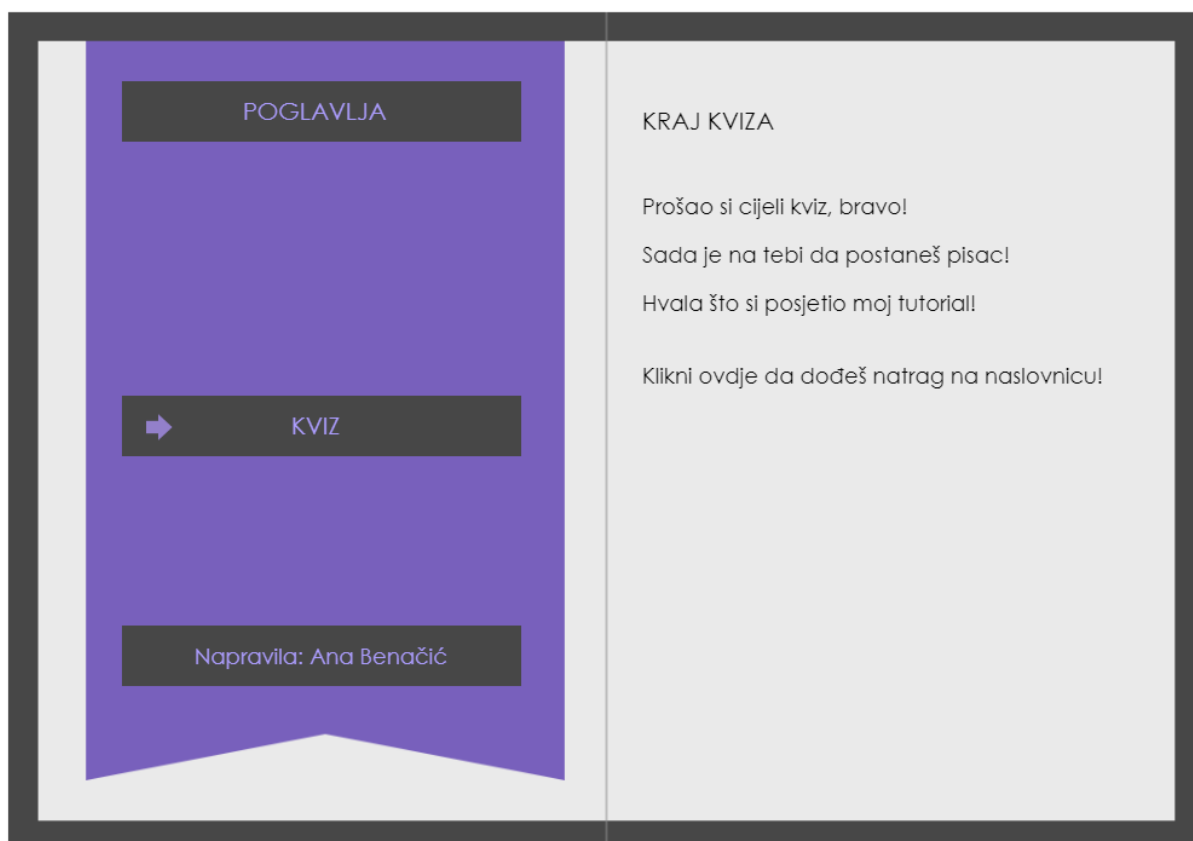 POGLAVLJA
KVIZ
Napravila: Ana Benačić
KRAJ KVIZA
Prošao si cijeli kviz, bravo!
Sada je na tebi da postaneš pisac!
Hvala što si posjetio moj tutorial!
Klikni ovdje da dođeš natrag na naslovnicu!